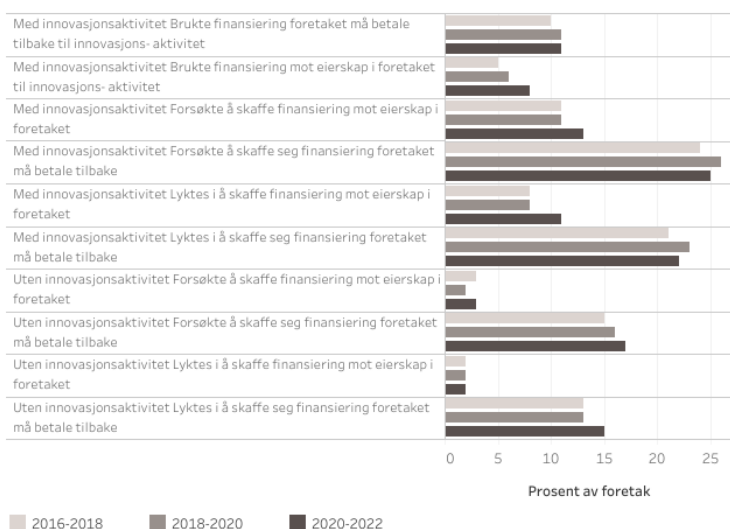 Med innovasjonsaktivitet Brukte finansiering foretaket må betale
tilbake til innovasjons- aktivitet
Med innovasjonsaktivitet Brukte finansiering mot eierskap i foretaket
til innovasjons- aktivitet
Med innovasjonsaktivitet Forsøkte å skaffe finansiering mot eierskap i
foretaket
Med innovasjonsaktivitet Forsøkte å skaffe seg finansiering foretaket
må betale tilbake
Med innovasjonsaktivitet Lyktes i å skaffe finansiering mot eierskap i
foretaket
Med innovasjonsaktivitet Lyktes i å skaffe seg finansiering foretaket
må betale tilbake
Uten innovasjonsaktivitet Forsøkte å skaffe finansiering mot eierskap i
foretaket
Uten innovasjonsaktivitet Forsøkte å skaffe seg finansiering foretaket
må betale tilbake
Uten innovasjonsaktivitet Lyktes i å skaffe finansiering mot eierskap i
foretaket
Uten innovasjonsaktivitet Lyktes i å skaffe seg finansiering foretaket
må betale tilbake
0 5 10 15 20 25
Prosent av foretak
2016-2018 2018-2020 2020-2022